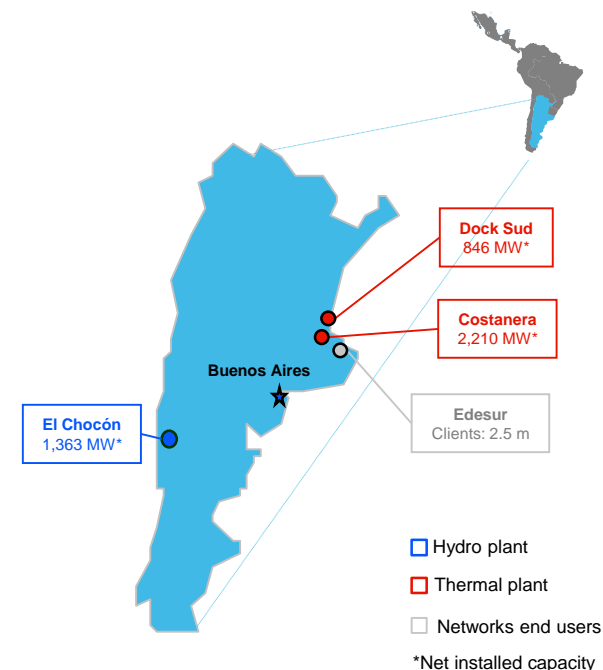 Dock Sud
846 MW*
Costanera
2,210 MW*
Buenos Aires
Edesur
Clients: 2.5 m
El Chocón
1,363 MW*
Hydro plant
Thermal plant
Networks end users
*Net installed capacity